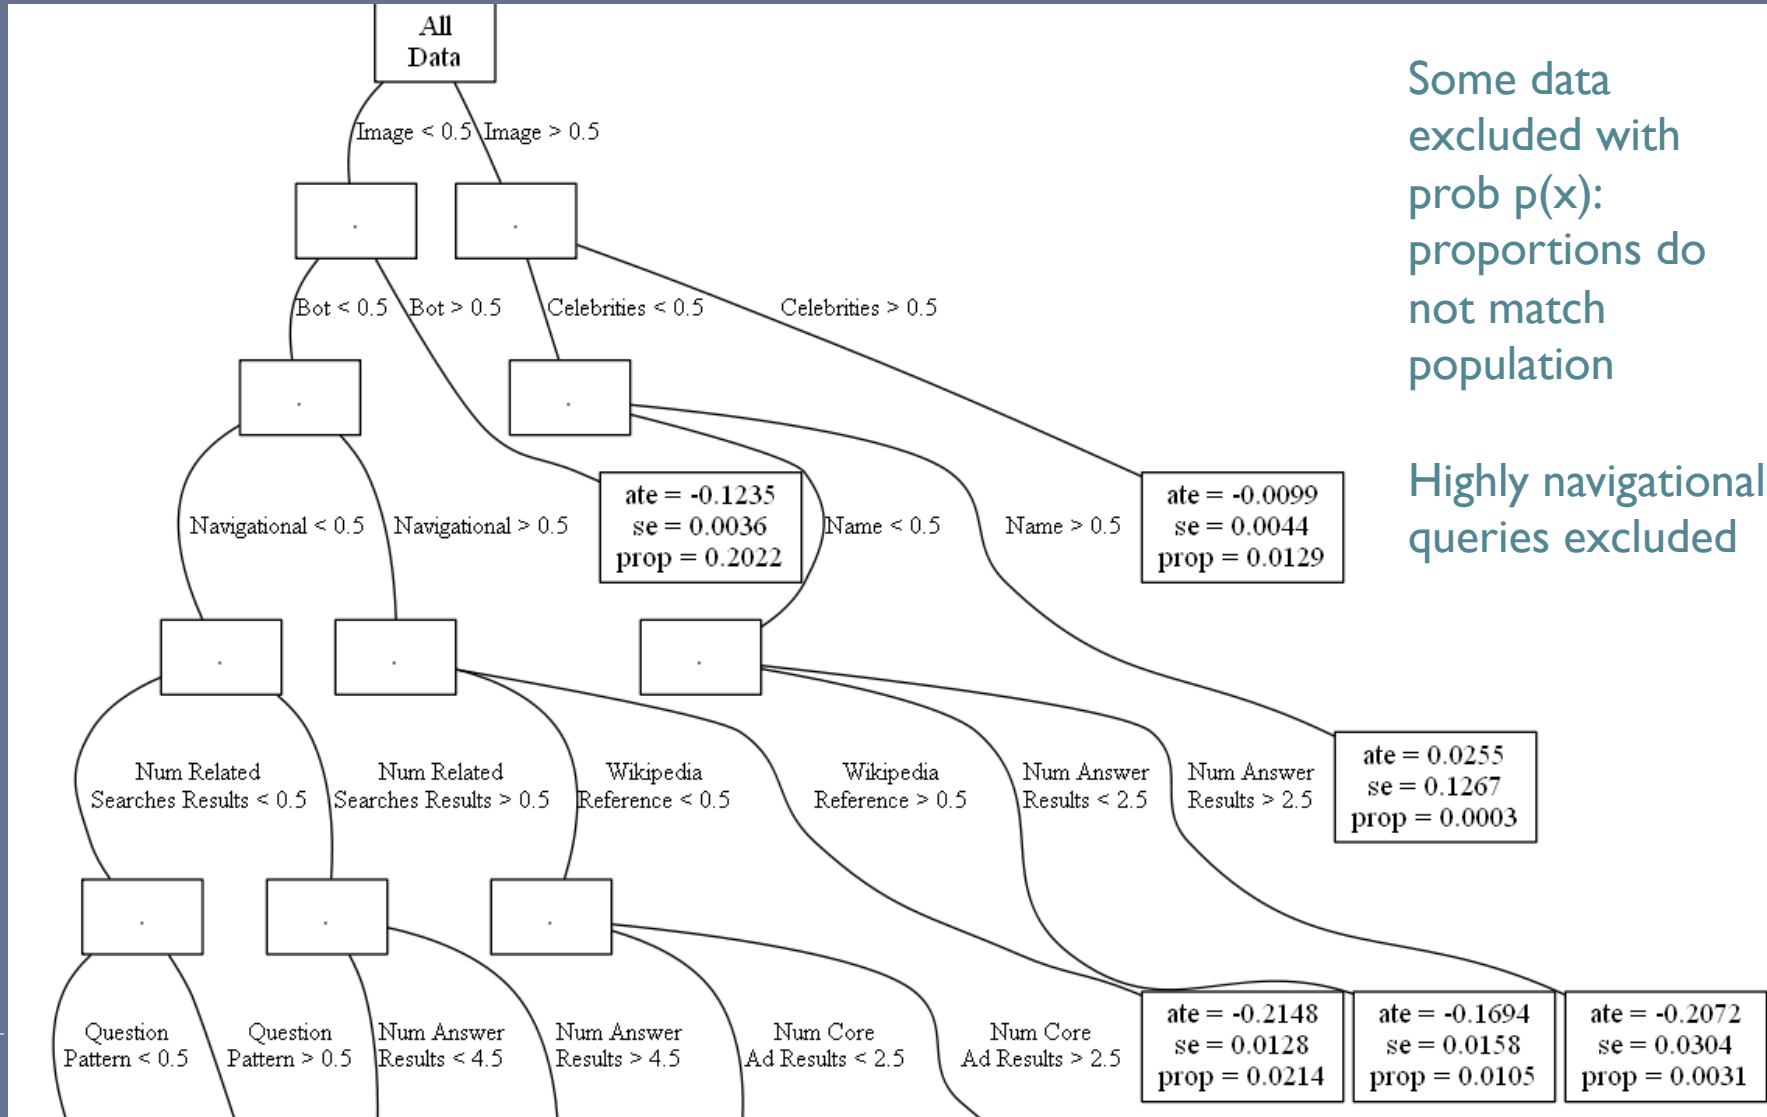 All
Data
Image < 0.5
Image > 0.5
.
.
Bot < 0.5
Bot > 0.5
Celebrities < 0.5
Celebrities > 0.5
.
.
Navigational < 0.5
Navigational > 0.5
ate = -0.1235
se = 0.0036
prop = 0.2022
Name < 0.5
Name > 0.5
ate = -0.0099
se = 0.0044
prop = 0.0129
.
.
.
Num Related
Searches Results < 0.5
Num Related
Searches Results > 0.5
Wikipedia
Reference < 0.5
Wikipedia
Reference > 0.5
Num Answer
Results < 2.5
Num Answer
Results > 2.5
ate = 0.0255
se = 0.1267
prop = 0.0003
.
.
.
Question
Pattern < 0.5
Question
Pattern > 0.5
Num Answer
Results < 4.5
Num Answer
Results > 4.5
Num Core
Ad Results < 2.5
Num Core
Ad Results > 2.5
ate = -0.2148
se = 0.0128
prop = 0.0214
ate = -0.1694
se = 0.0158
prop = 0.0105
ate = -0.2072
se = 0.0304
prop = 0.0031
Some data
excluded with
prob p(x):
proportions do
not match
population
Highly navigational
queries excluded